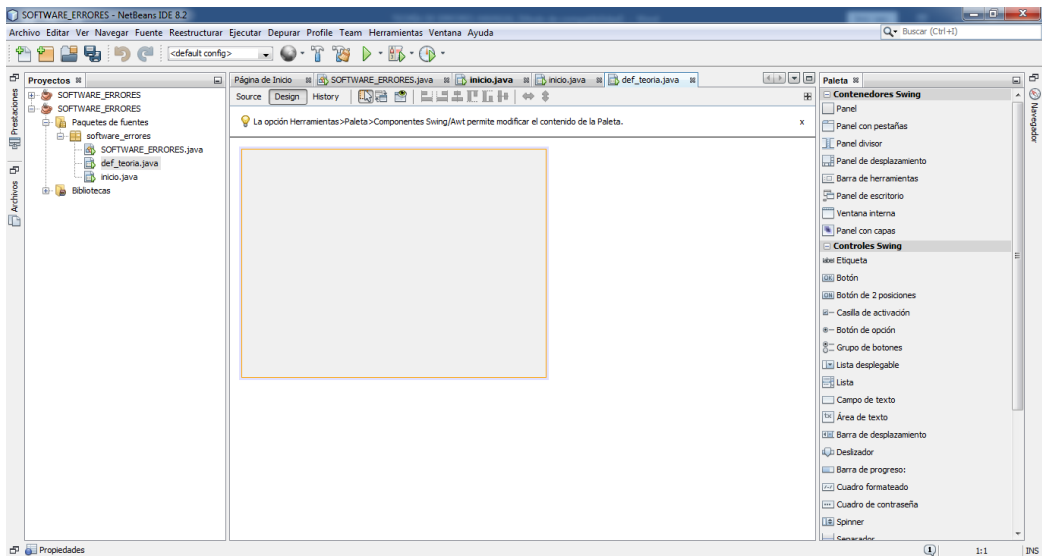 SOFTWARE_ERRORES - NetBeans IDE 8.2
Archivo Editar Ver Navegar Fuente Reestructurar Ejecutar Depurar Profile Team Herramientas Ventana Ayuda
Buscar (Ctrl+I)
<default config>
Prestaciones
Archivos
Proyectos
SOFTWARE_ERRORES
SOFTWARE_ERRORES
Paquetes de fuentes
software_errores
SOFTWARE_ERRORES.java
def_teoria.java
inicio.java
Bibliotecas
Página de Inicio
SOFTWARE_ERRORES.java
inicio.java
inicio.java
def_teoria.java
Source Design History
La opción Herramientas>Paleta>Componentes Swing/Awt permite modificar el contenido de la Paleta. x
Paleta
Contenedores Swing
Panel
Panel con pestañas
Panel divisor
Panel de desplazamiento
Barra de herramientas
Panel de escritorio
Ventana interna
Panel con capas
Controles Swing
label Etiqueta
OK Botón
ON Botón de 2 posiciones
Casilla de activación
Botón de opción
Grupo de botones
Lista desplegable
Lista
Campo de texto
Área de texto
Barra de desplazamiento
Deslizador
Barra de progreso:
Cuadro formateado
Cuadro de contraseña
Spinner
Separador
Navegador
Propiedades
1
1:1
INS